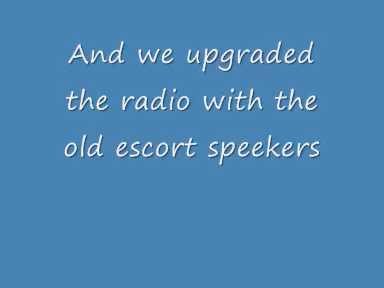 And we upgraded
the radio with the
old escort speekers